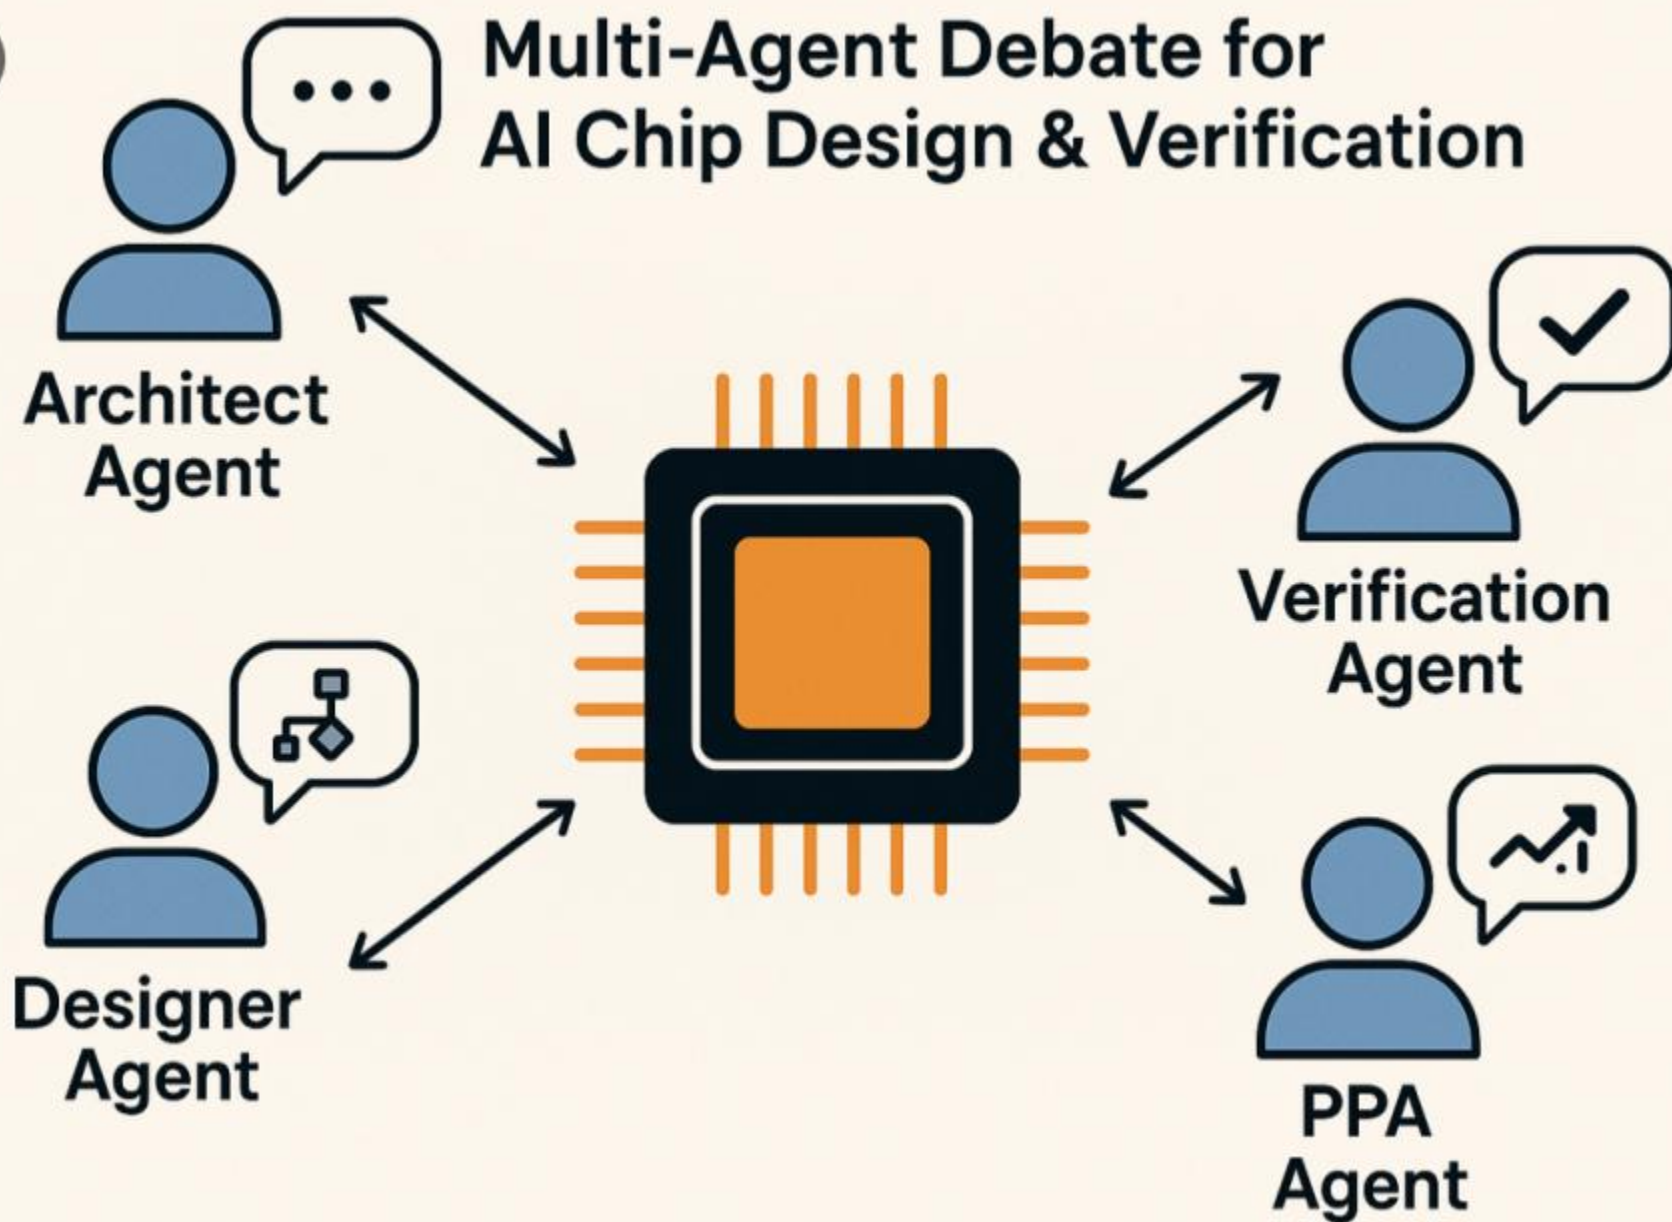 Multi-Agent Debate for
AI Chip Design & Verification
Architect
Agent
Verification
Agent
Designer
Agent
PPA
Agent